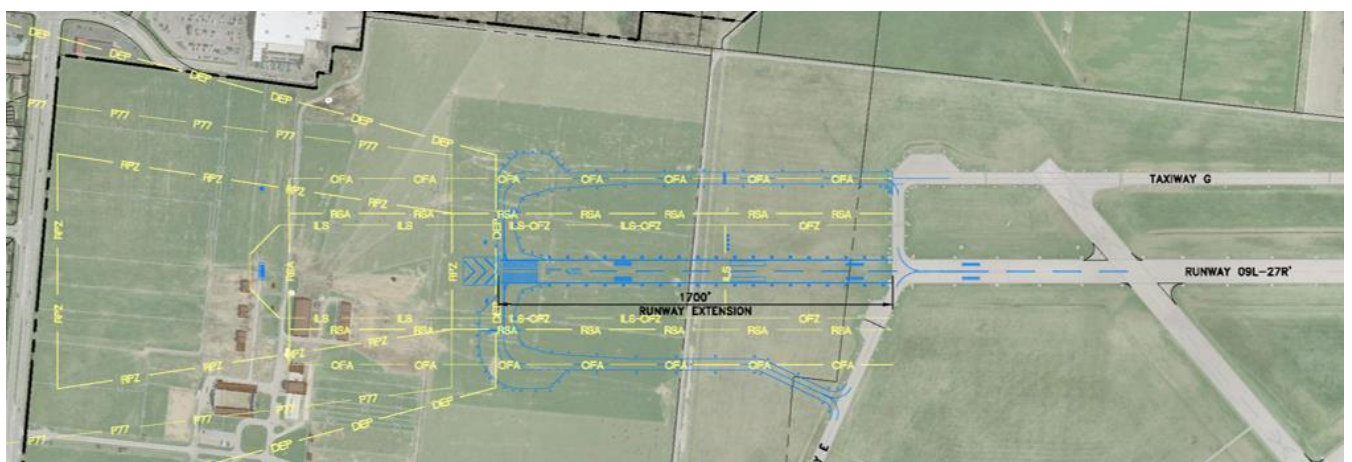 DEP
DEP
DEP
DEP
P77
P77
P77
P77
DEP
RPZ
RPZ
OFA
OFA
OFA
OFA
OFA
OFA
OFA
TAXIWAY G
RPZ
RSA
RSA
RSA
RSA
RSA
RSA
ILS
ILS
ILS-OFZ
ILS-OFZ
OFZ
DEP
RPZ
RSA
RPZ
ILS
RUNWAY 09L-27R'
1700'
RUNWAY EXTENSION
DEP
ILS
ILS
ILS-OFZ
ILS-OFZ
OFZ
RSA
RSA
RSA
RSA
RSA
RSA
RPZ
RPZ
OFA
OFA
OFA
OFA
OFA
OFA
OFA
P77
P77
P77
DEP
DEP
Y E